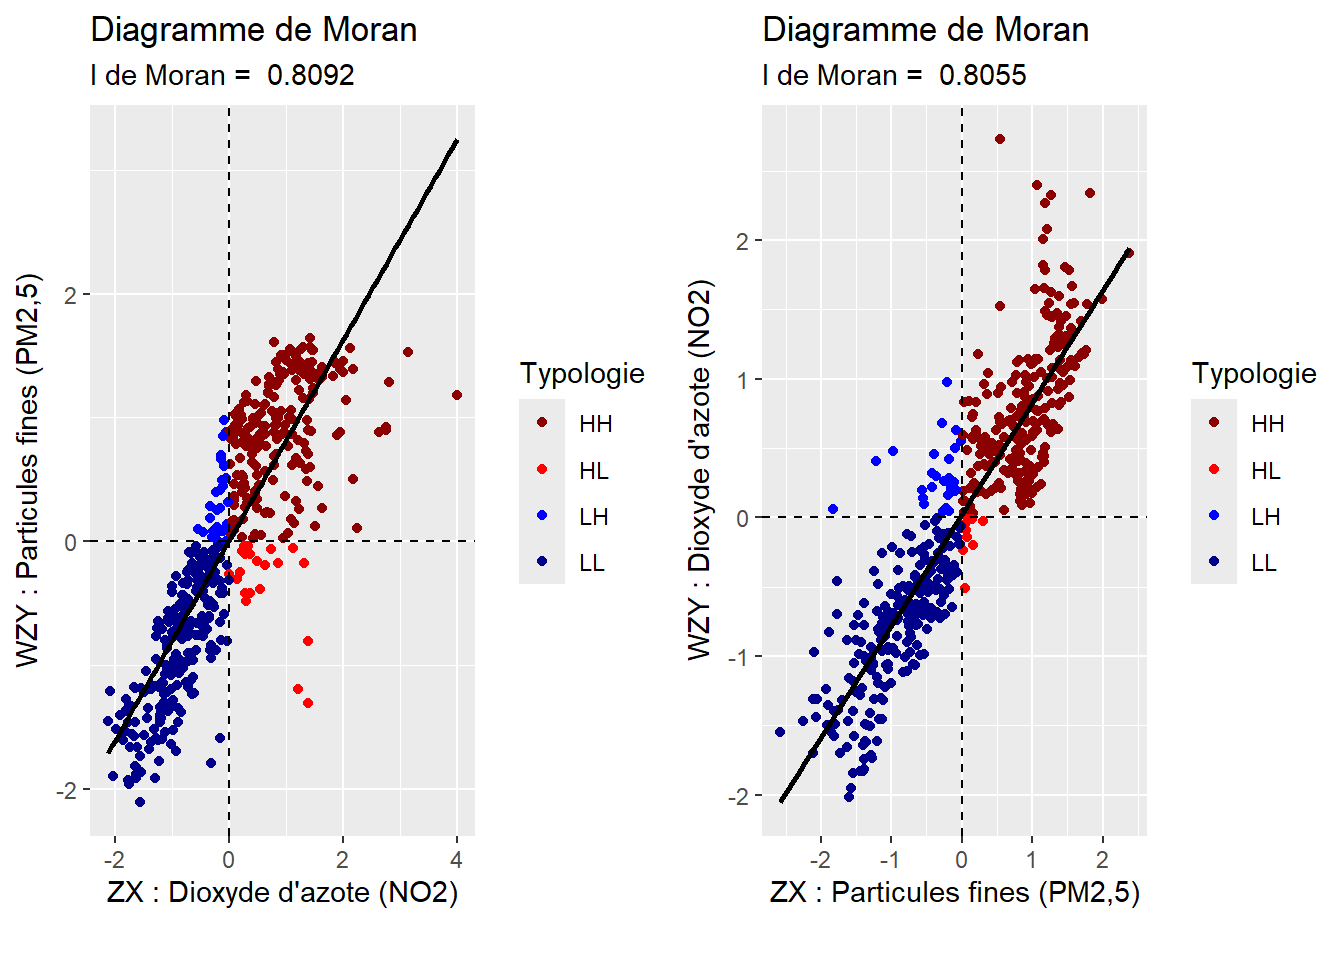 Diagramme de Moran
I de Moran =  0.8092
WZY : Particules fines (PM2,5)
2
0
-2
-2
0
2
4
ZX : Dioxyde d'azote (NO2)
Typologie
HH
HL
LH
LL
Diagramme de Moran
I de Moran =  0.8055
WZY : Dioxyde d'azote (NO2)
2
1
0
-1
-2
-2
-1
0
1
2
ZX : Particules fines (PM2,5)
Typologie
HH
HL
LH
LL